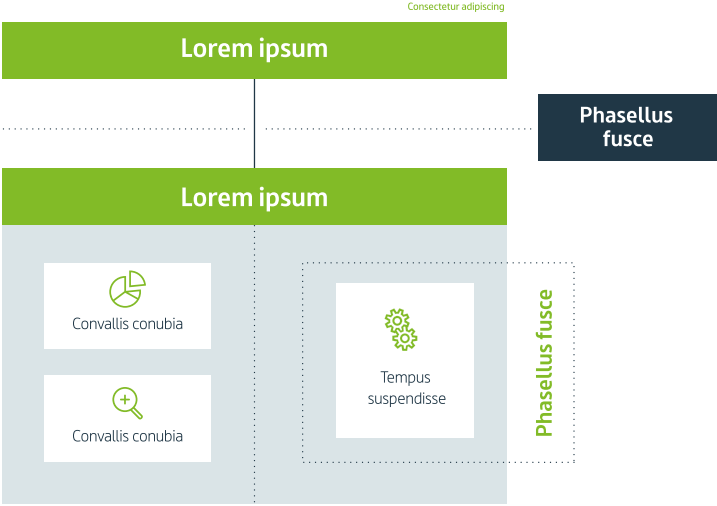 Consectetur adipiscing
Lorem ipsum
Phasellus
fusce
Lorem ipsum
Convallis conubia
Convallis conubia
Tempus
suspendisse
Phasellus fusce